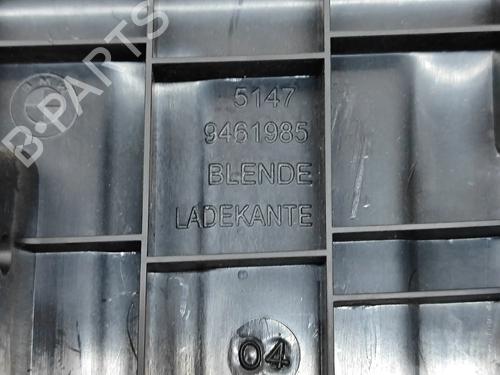 B-PARTS
5147
9461985
BLENDE
LADEKANTE
04